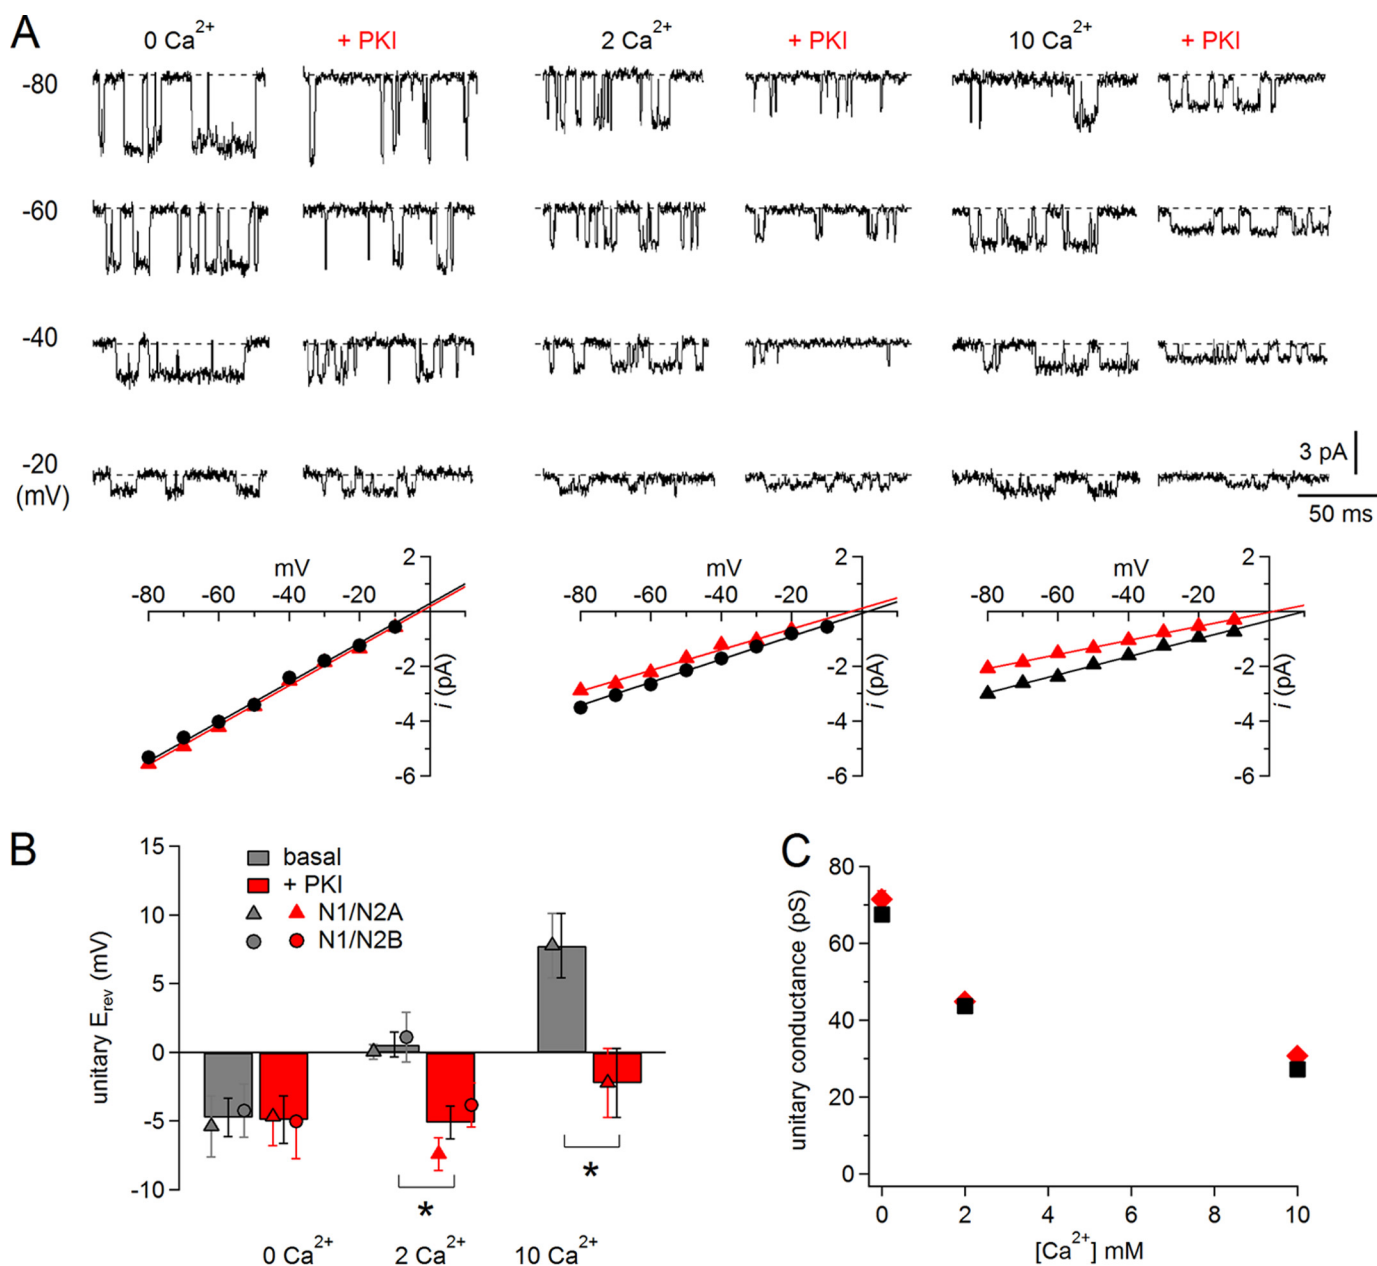 A
0 Ca²⁺ + PKI 2 Ca²⁺ + PKI 10 Ca²⁺ + PKI
-80
-60
-40
-20
(mV)
3 pA
50 ms
mV 2
-80 -60 -40 -20
-2
-4
-6
i (pA)
mV 2
-80 -60 -40 -20
-2
-4
-6
i (pA)
mV 2
-80 -60 -40 -20
-2
-4
-6
i (pA)
B
unitary Erev (mV)
15
10
5
0
-5
-10
basal
+ PKI
N1/N2A
N1/N2B
*
*
0 Ca²⁺ 2 Ca²⁺ 10 Ca²⁺
C
unitary conductance (pS)
80
60
40
20
0
0 2 4 6 8 10
[Ca²⁺] mM